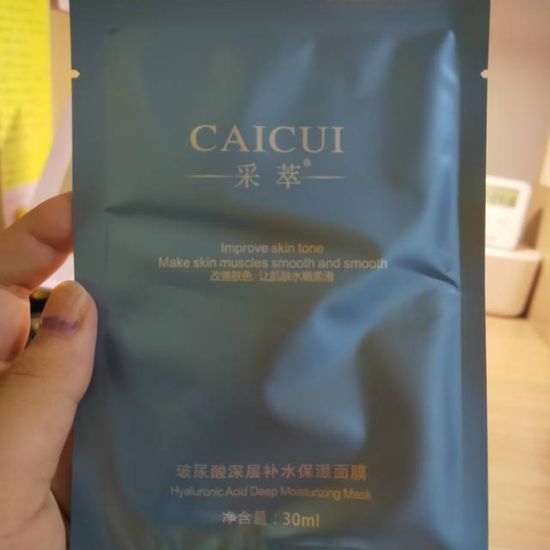 CAICUI
采萃®
Improve skin tone
Make skin muscles smooth and smooth
改善肤色·让肌肤水嫩柔滑
玻尿酸深层补水保湿面膜
Hyaluronic Acid Deep Moisturizing Mask
净含量：30ml